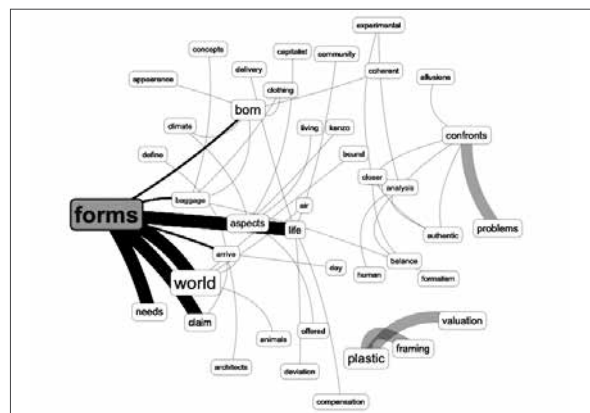 experimental
concepts
capitalist
community
delivery
coherent
appearance
allusions
clothing
born
climate
living
kenzo
confronts
define
bound
closer
analysis
baggage
air
forms
aspects
life
authentic
problems
arrive
balance
day
human
formalism
world
needs
claim
valuation
animals
offered
framing
plastic
architects
deviation
compensation